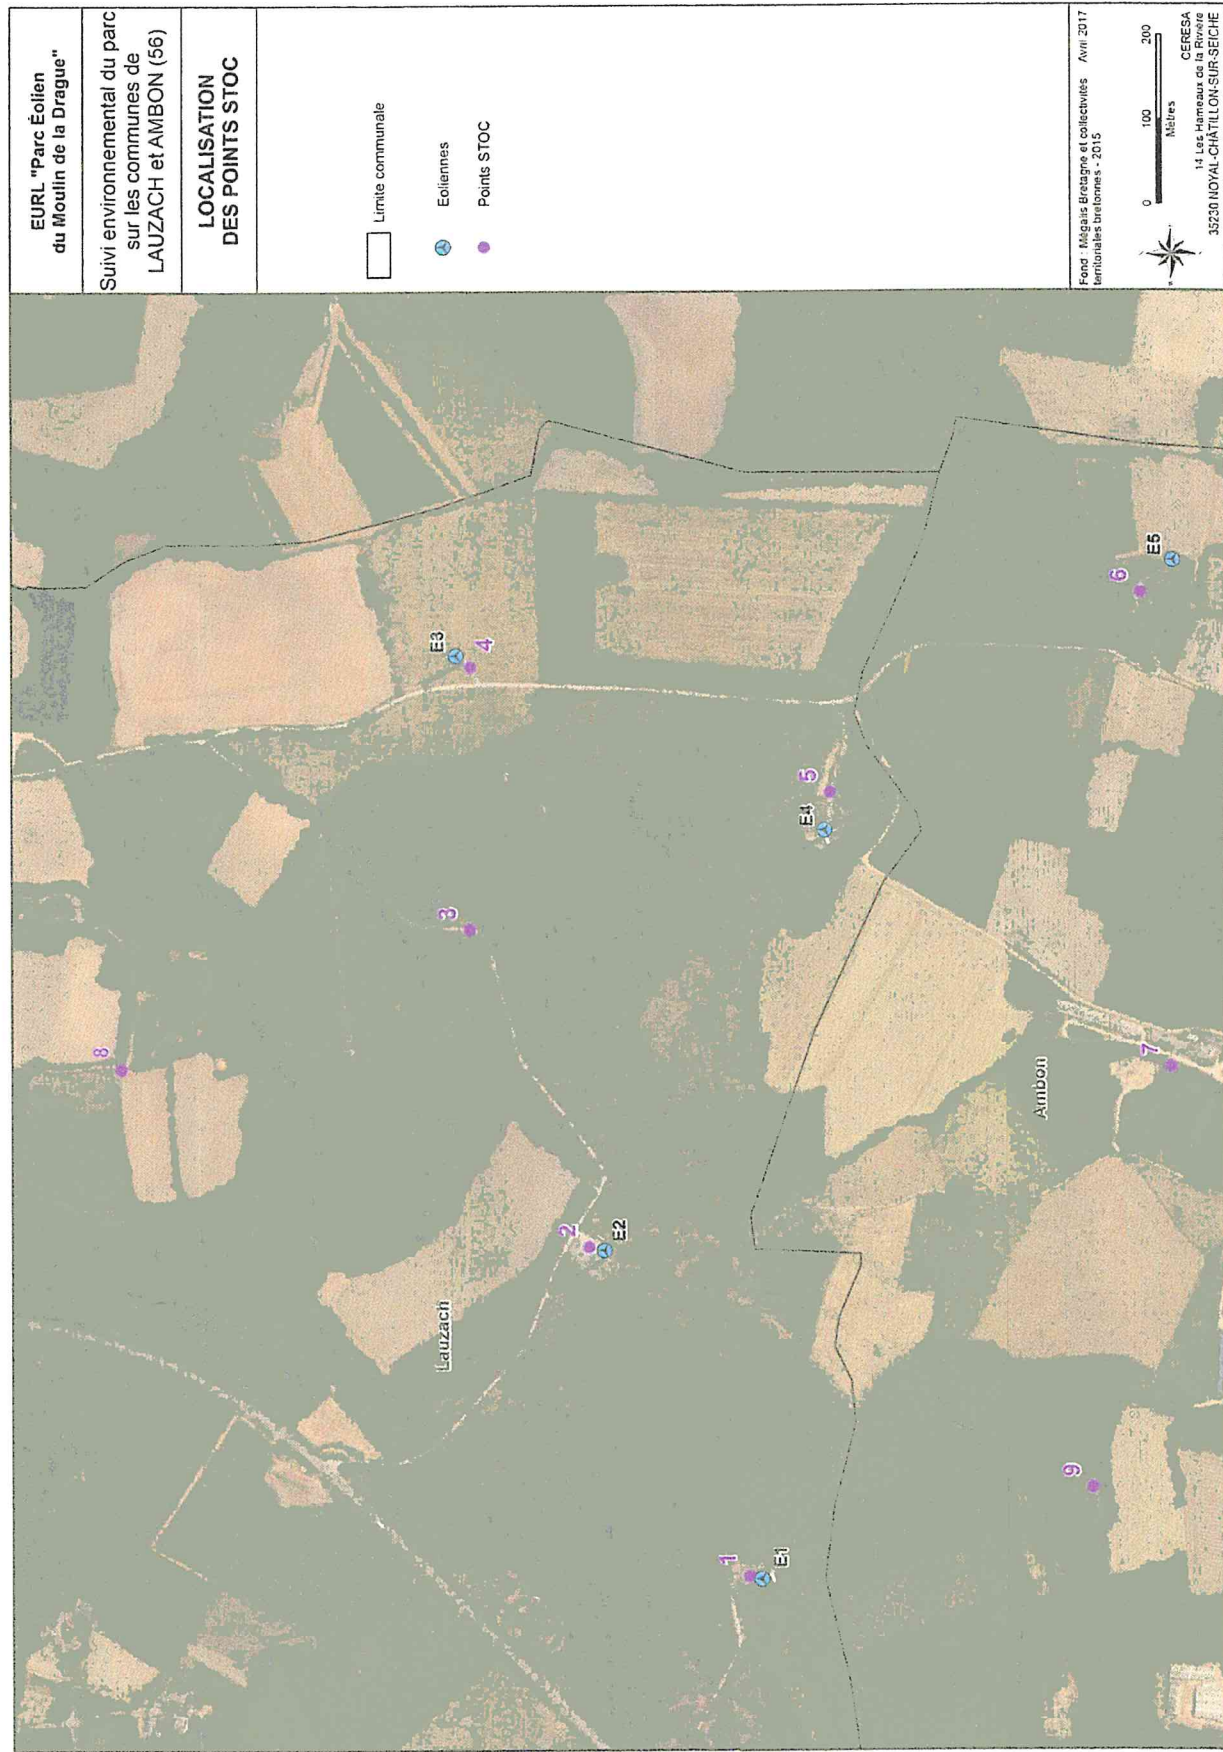 EURL "Parc Éolien
du Moulin de la Drague"
Suivi environnemental du parc
sur les communes de
LAUZACH et AMBON (56)
LOCALISATION
DES POINTS STOC
Limite communale
Eoliennes
Points STOC
Fond : Mégalis Bretagne et collectivités
territoriales bretonnes - 2015
Avril 2017
0 100 200
Mètres
CERESA
14 Les Hameaux de la Rivière
35230 NOYAL-CHÂTILLON-SUR-SEICHE
8
3
E3
4
Lauzach
2
E2
E4
5
1
E1
6
E5
Ambon
7
9